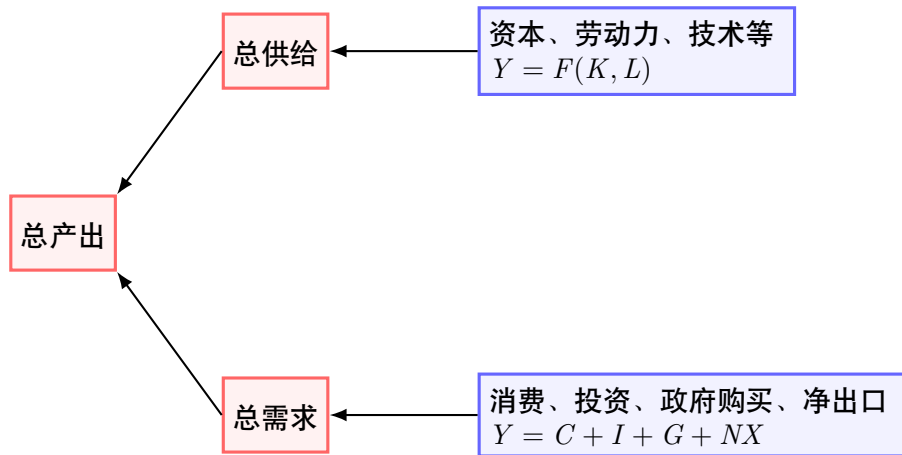 总供给
资本、劳动力、技术等
Y = F(K, L)
总产出
总需求
消费、投资、政府购买、净出口
Y = C + I + G + NX